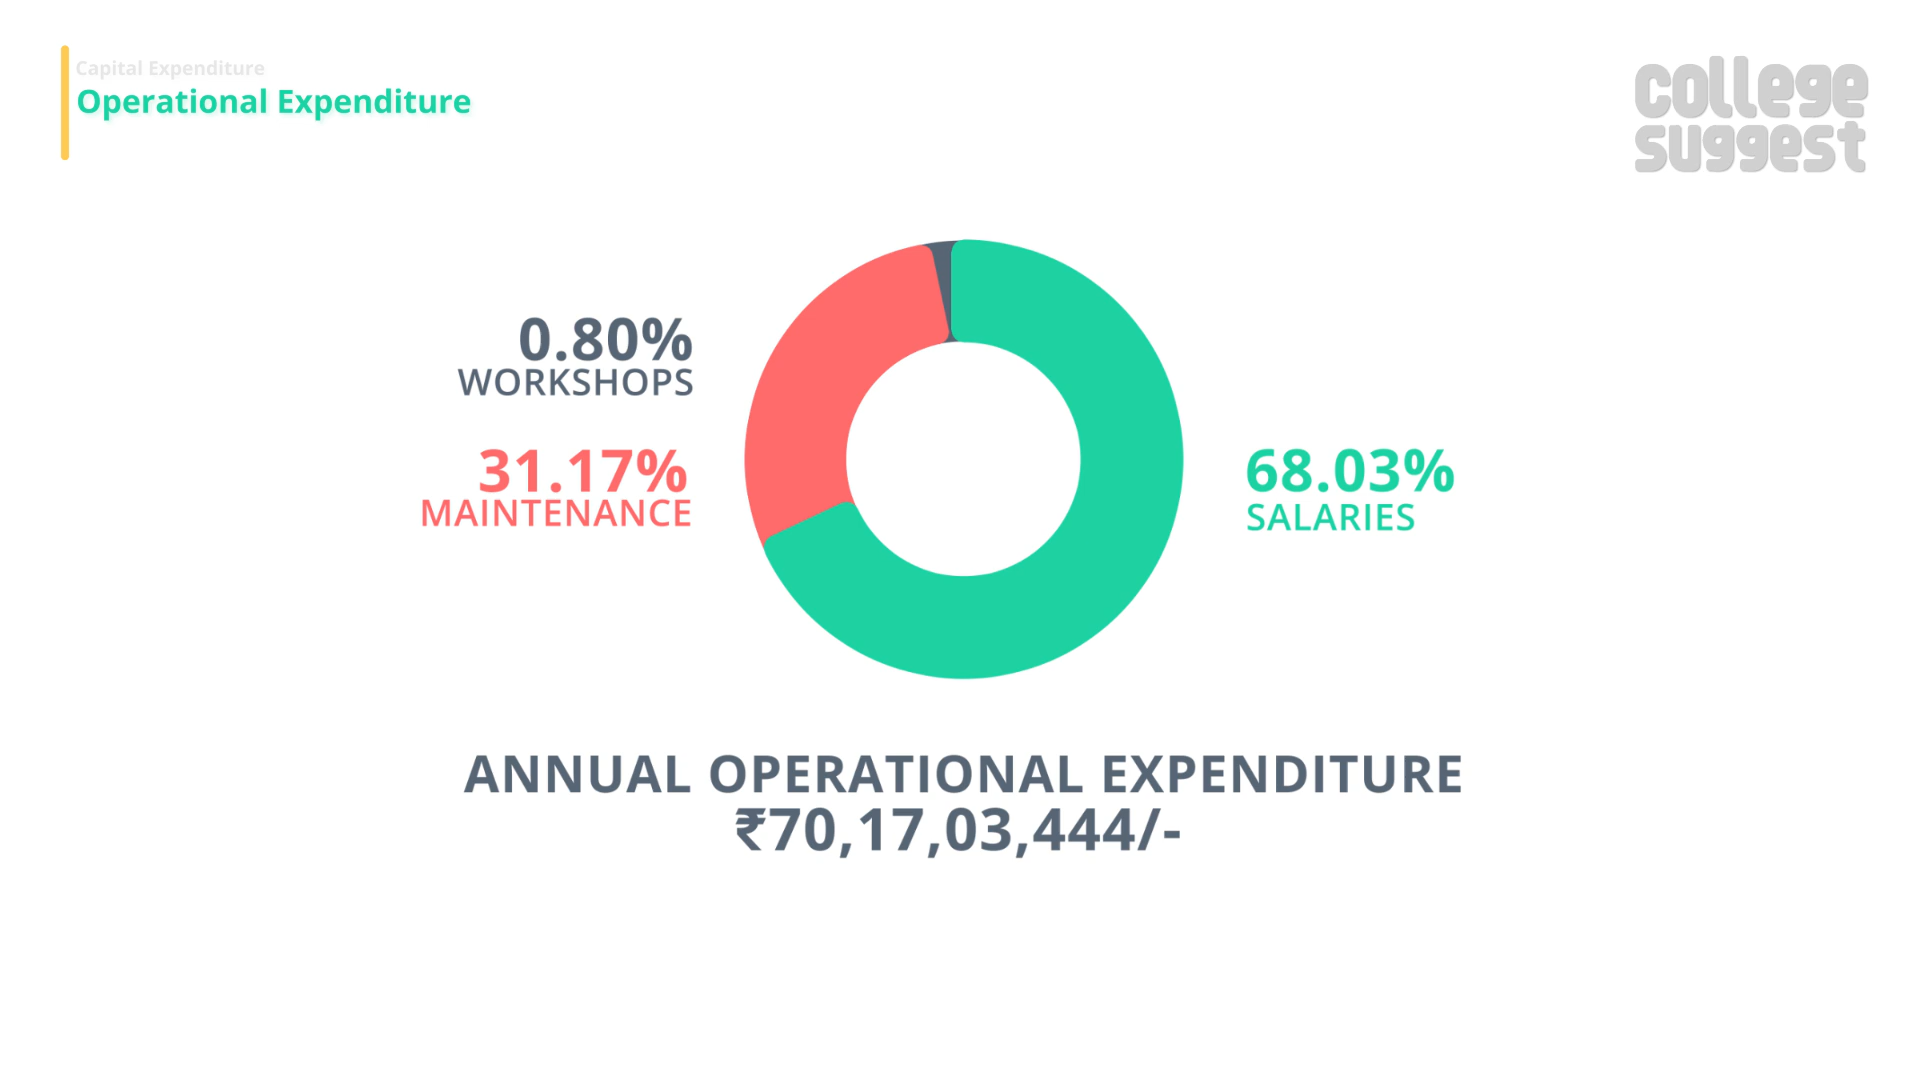 Capital Expenditure
Operational Expenditure
college
suggest
0.80%
WORKSHOPS
31.17%
MAINTENANCE
68.03%
SALARIES
ANNUAL OPERATIONAL EXPENDITURE
₹70,17,03,444/-